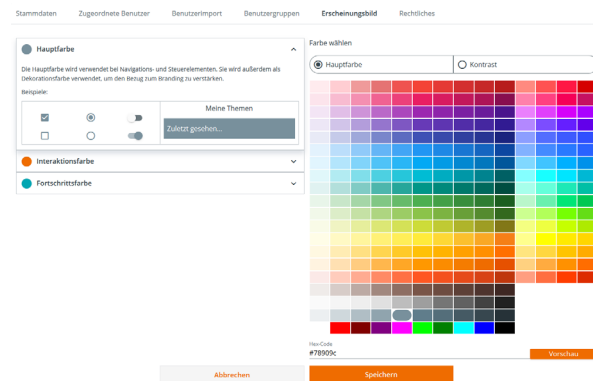 Stammdaten Zugeordnete Benutzer Benutzerimport Benutzergruppen Erscheinungsbild Rechtliches
Hauptfarbe
Die Hauptfarbe wird verwendet bei Navigations- und Steuerelementen. Sie wird außerdem als
Dekorationsfarbe verwendet, um den Bezug zum Branding zu verstärken.
Beispiele:
Meine Themen
Zuletzt gesehen...
Interaktionsfarbe
Fortschrittsfarbe
Farbe wählen
Hauptfarbe Kontrast
Hex-Code
#78909c
Vorschau
Abbrechen Speichern